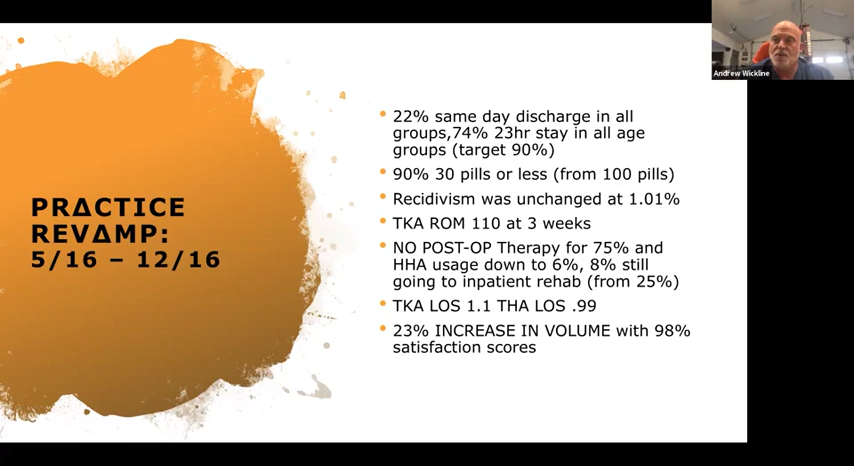 PRΔCTICE
REVΔMP:
5/16 – 12/16
• 22% same day discharge in all
groups,74% 23hr stay in all age
groups (target 90%)
• 90% 30 pills or less (from 100 pills)
• Recidivism was unchanged at 1.01%
• TKA ROM 110 at 3 weeks
• NO POST-OP Therapy for 75% and
HHA usage down to 6%, 8% still
going to inpatient rehab (from 25%)
• TKA LOS 1.1 THA LOS .99
• 23% INCREASE IN VOLUME with 98%
satisfaction scores
Andrew Wickline